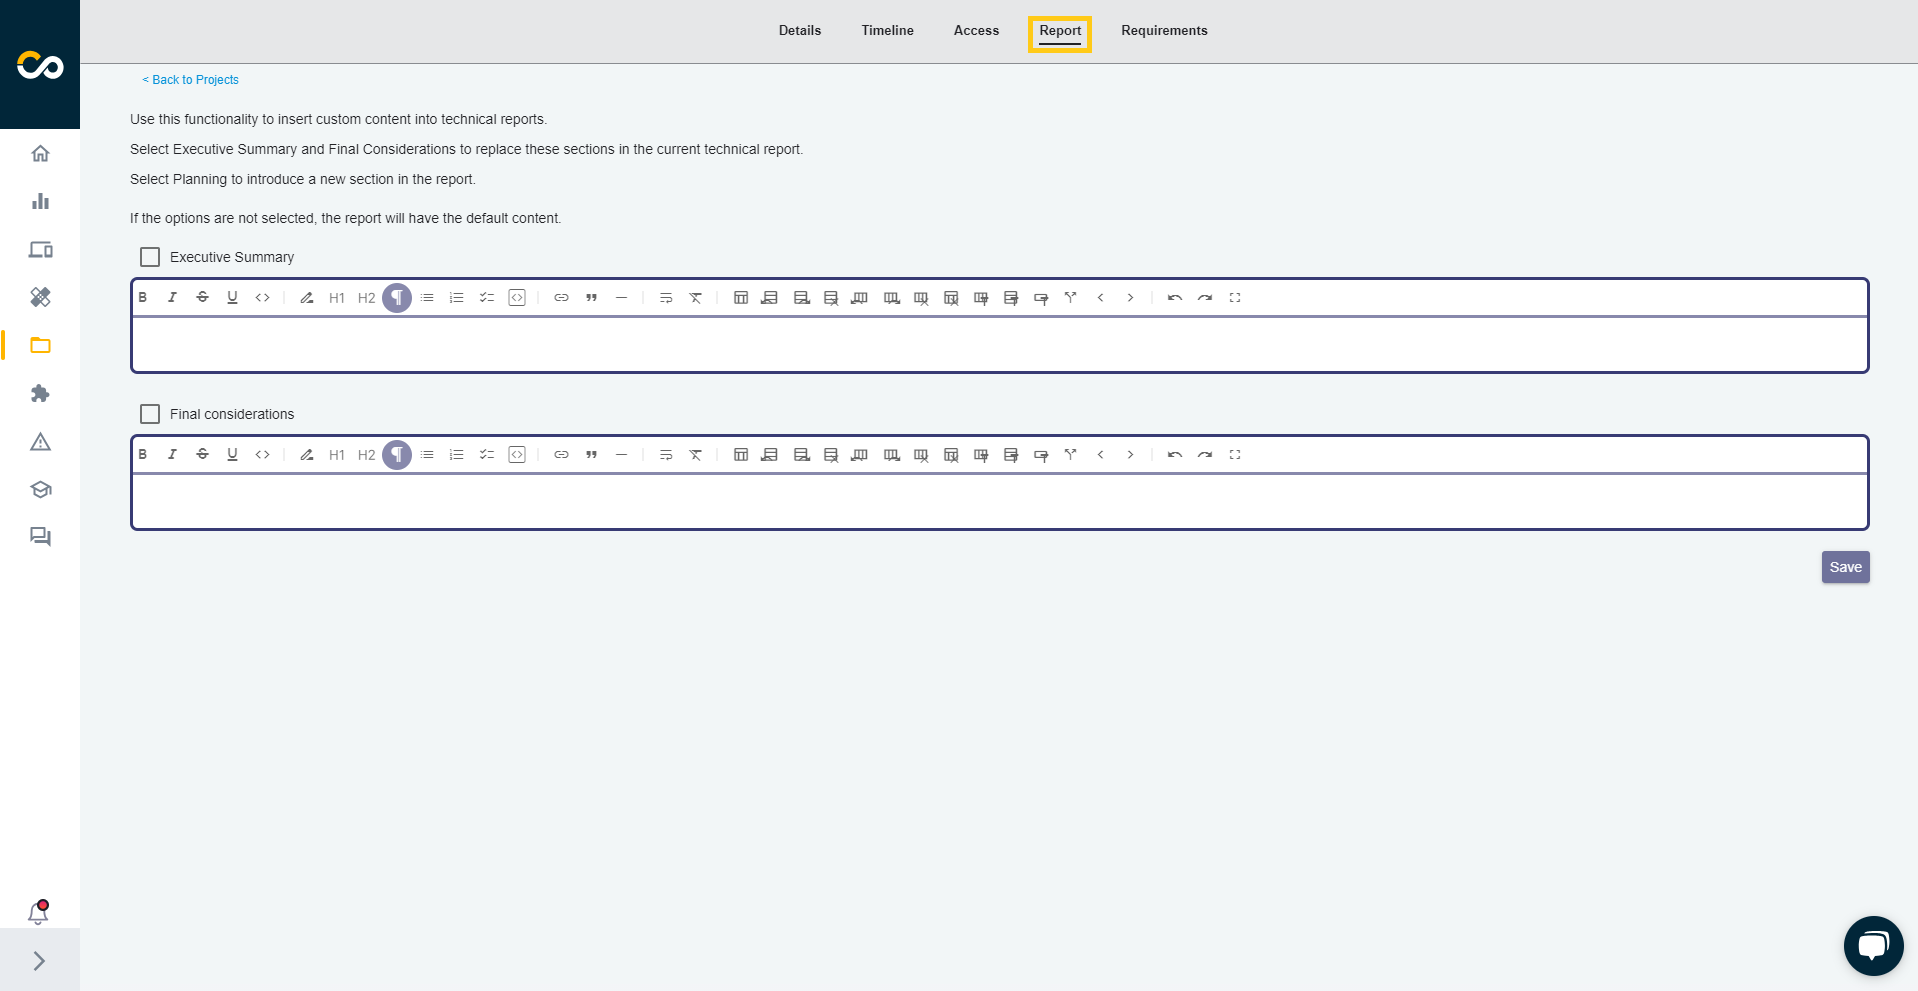 Details Timeline Access Report Requirements
< Back to Projects
Use this functionality to insert custom content into technical reports.
Select Executive Summary and Final Considerations to replace these sections in the current technical report.
Select Planning to introduce a new section in the report.
If the options are not selected, the report will have the default content.
Executive Summary
B I S U <> H1 H2
Final considerations
B I S U <> H1 H2
Save